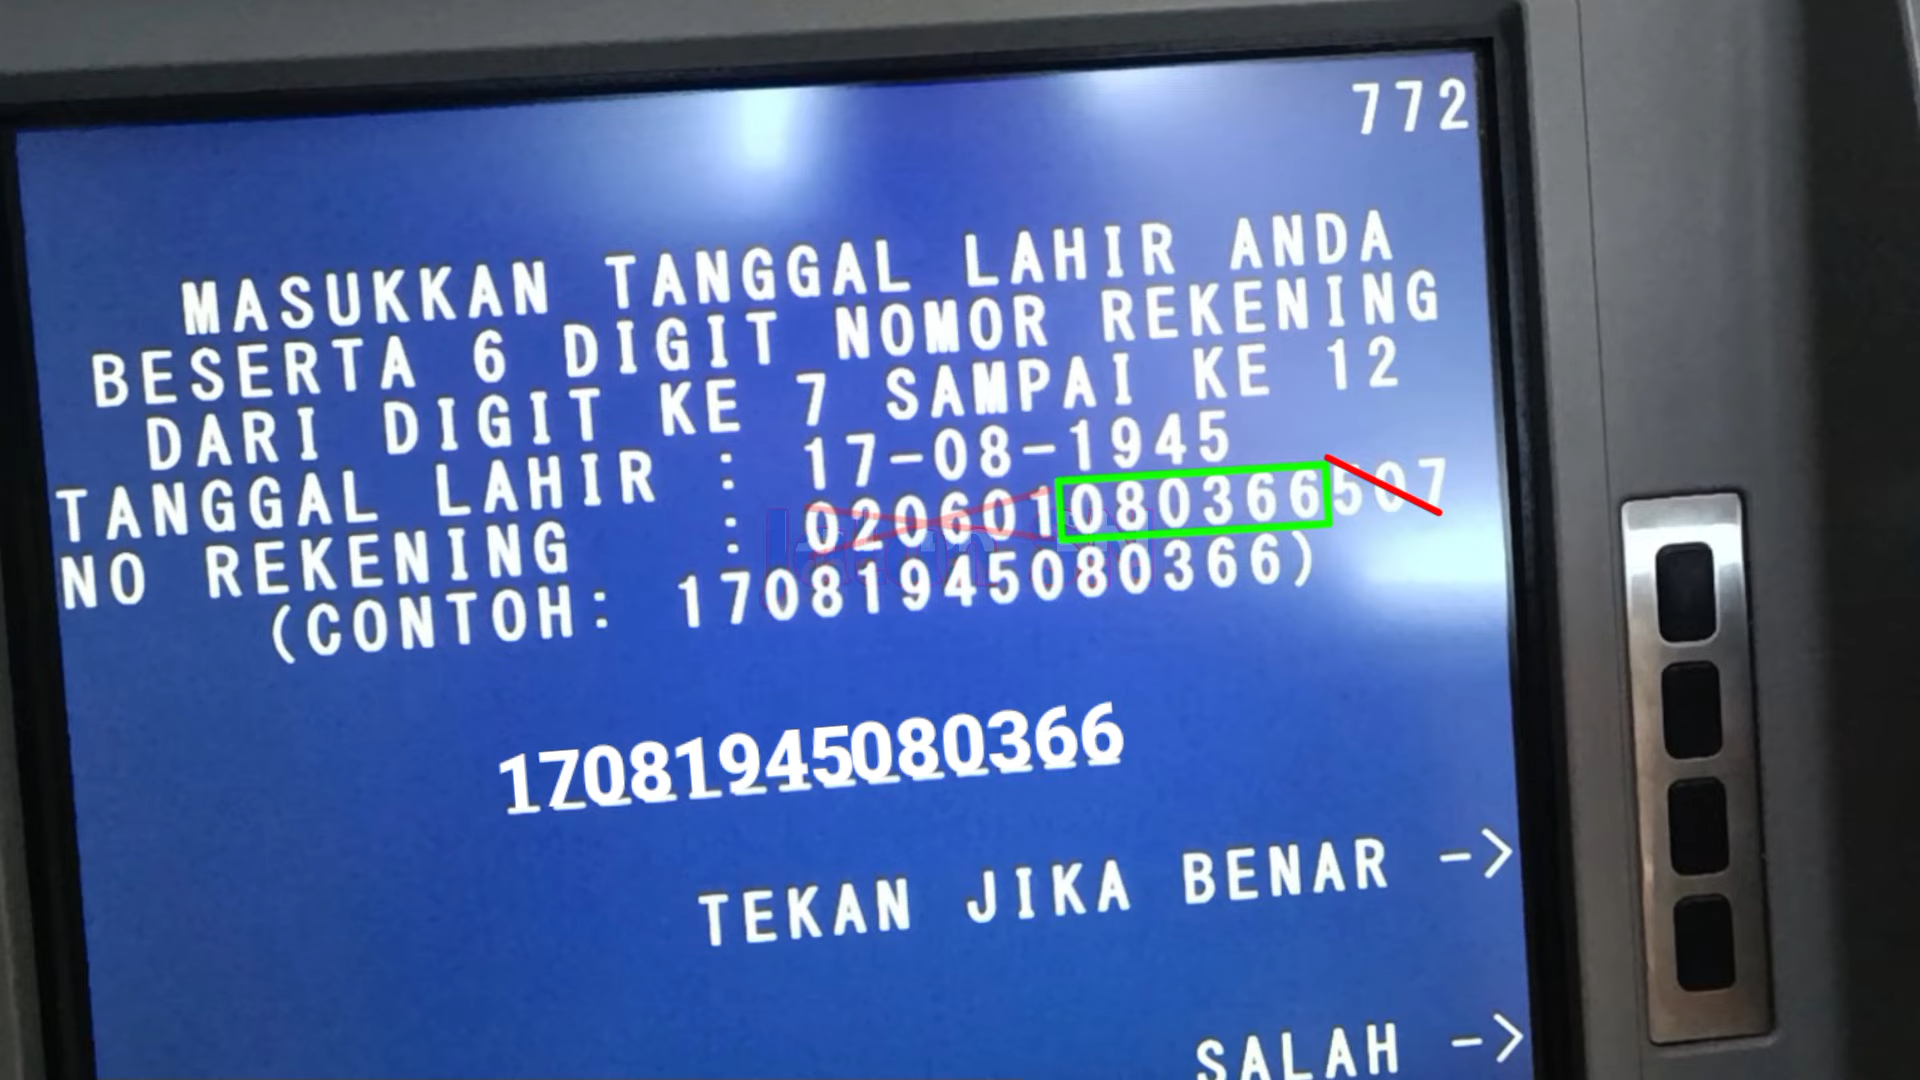 772
MASUKKAN TANGGAL LAHIR ANDA
BESERTA 6 DIGIT NOMOR REKENING
DARI DIGIT KE 7 SAMPAI KE 12
TANGGAL LAHIR : 17-08-1945
NO REKENING : 020601080366507
(CONTOH: 17081945080366)
17081945080366
TEKAN JIKA BENAR ->
SALAH ->